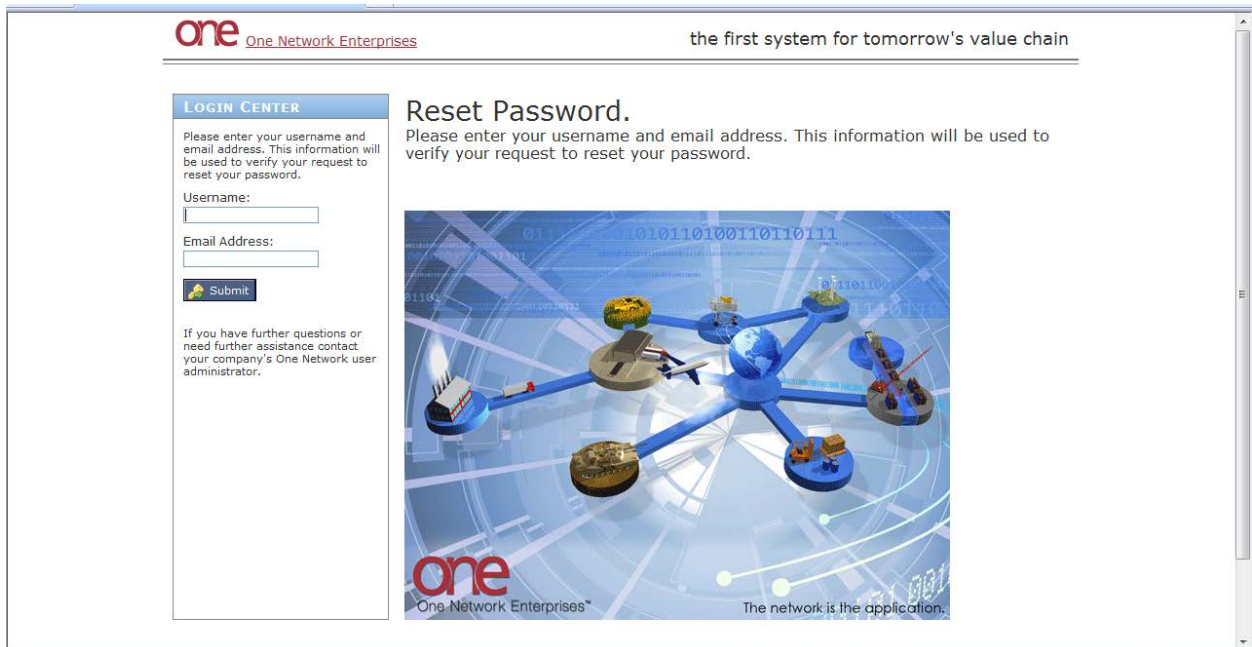 one One Network Enterprises
the first system for tomorrow's value chain
LOGIN CENTER
Please enter your username and
email address. This information will
be used to verify your request to
reset your password.
Username:
Email Address:
Submit
If you have further questions or
need further assistance contact
your company's One Network user
administrator.
Reset Password.
Please enter your username and email address. This information will be used to
verify your request to reset your password.
one
One Network Enterprises™
The network is the application.